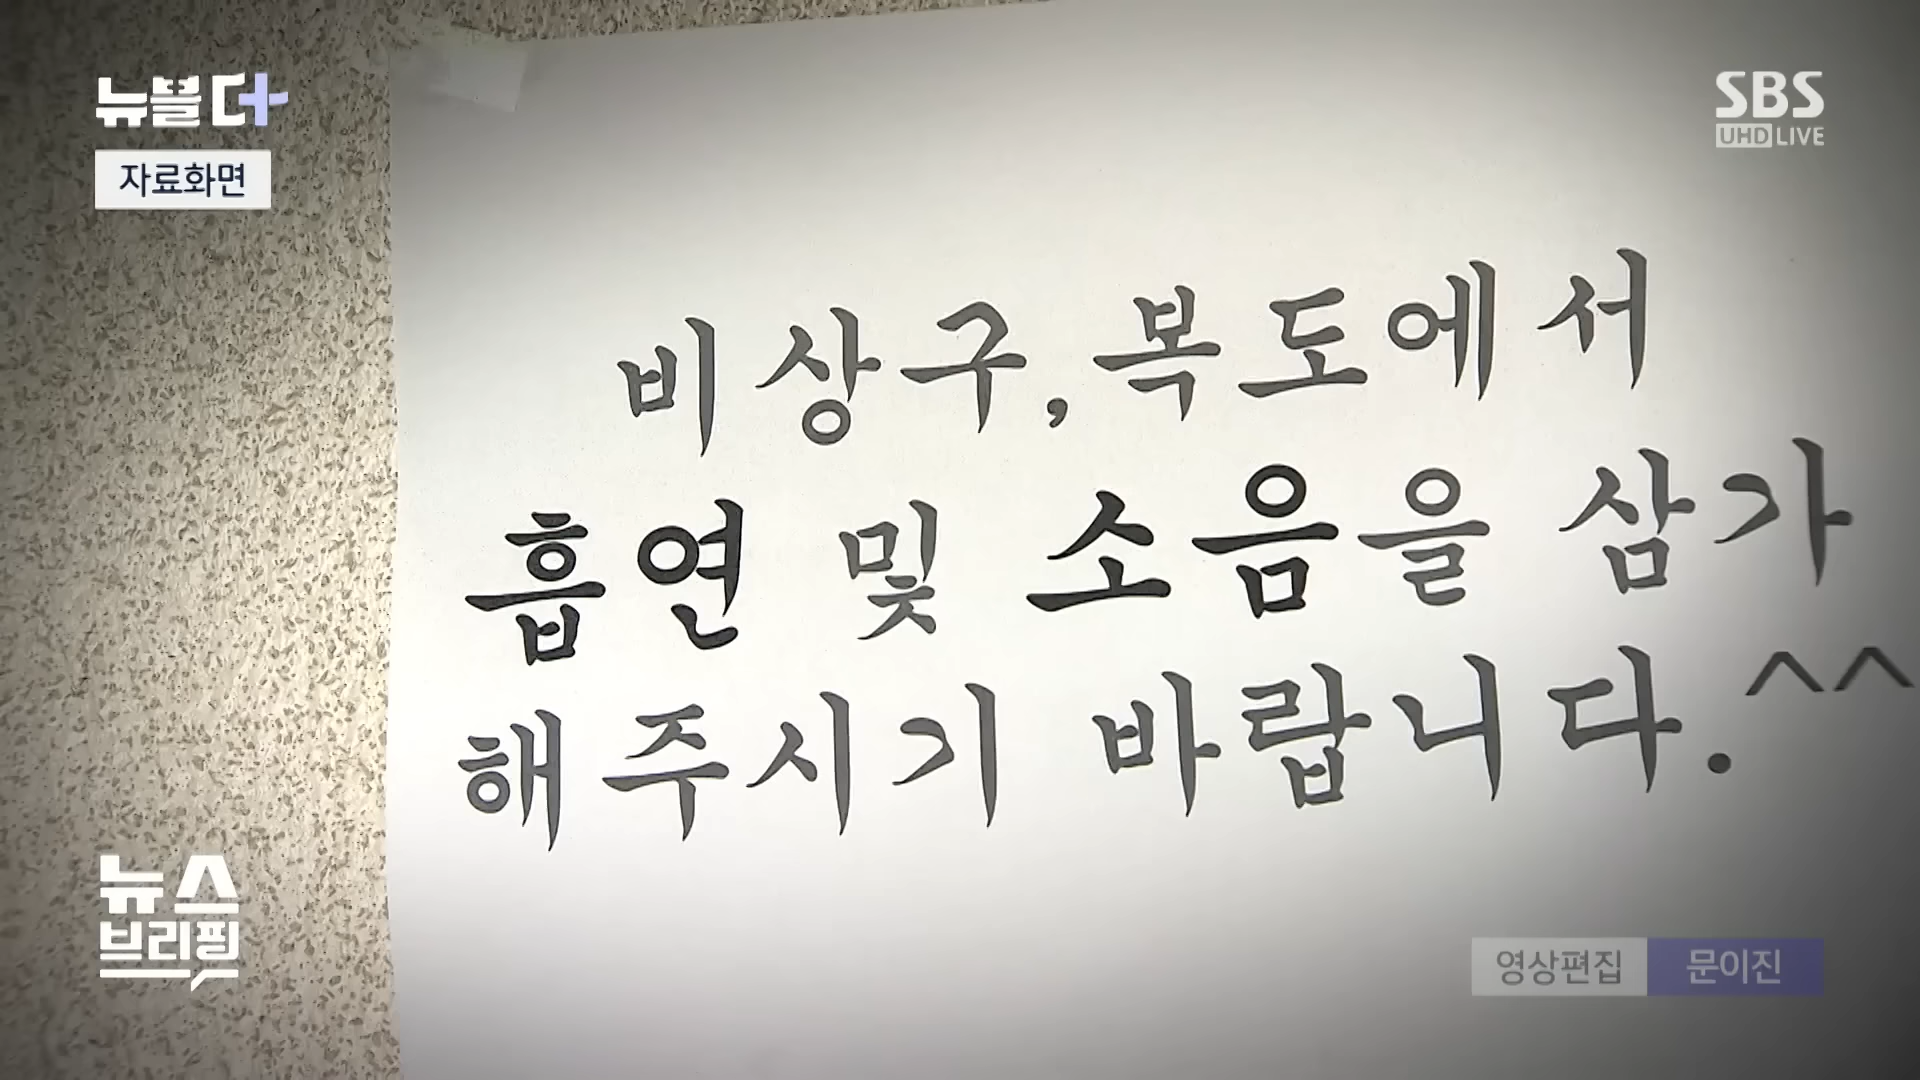 뉴블더+
자료화면
SBS
UHD LIVE
비상구,복도에서
흡연 및 소음을 삼가
해주시기 바랍니다.^^
뉴스
브리핑
영상편집 문이진